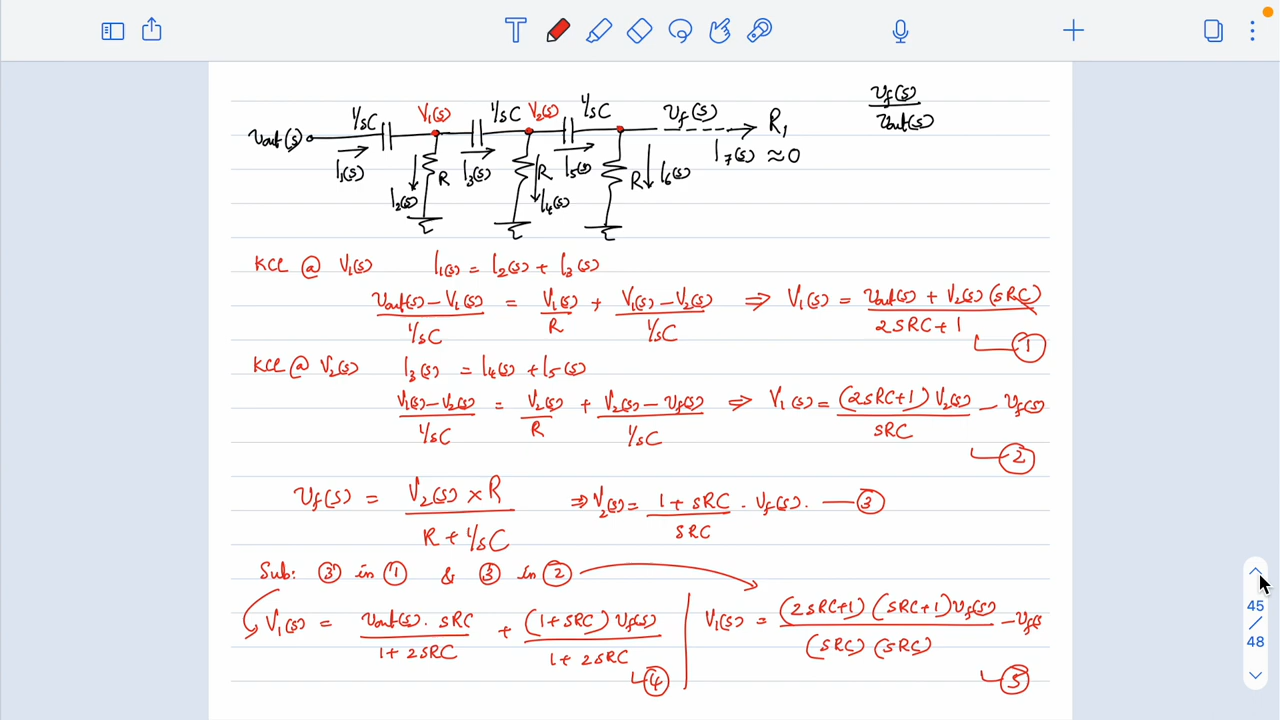 vf(s)/vout(s)
vout(s) 1/sC V1(s) 1/sC V2(s) 1/sC vf(s) R1
I1(s) I2(s) R I3(s) R I4(s) I5(s) R I6(s) I7(s) ≈ 0
KCL @ V1(s) I1(s) = I2(s) + I3(s)
(vout(s) − V1(s))/(1/sC) = V1(s)/R + (V1(s) − V2(s))/(1/sC) ⇒ V1(s) = (vout(s) + V2(s) (sRC))/(2sRC + 1) ①
KCL @ V2(s) I3(s) = I4(s) + I5(s)
(V1(s) − V2(s))/(1/sC) = V2(s)/R + (V2(s) − vf(s))/(1/sC) ⇒ V1(s) = ((2sRC+1) V2(s))/sRC − vf(s) ②
vf(s) = (V2(s) × R)/(R + 1/sC) ⇒ V2(s) = (1 + sRC)/sRC . vf(s). ③
Sub: ③ in ① & ③ in ②
V1(s) = (vout(s) . sRC)/(1 + 2sRC) + ((1+sRC) vf(s))/(1 + 2sRC) ④
V1(s) = ((2sRC+1) (sRC+1) vf(s))/((sRC) (sRC)) − vf(s ⑤
45
/
48